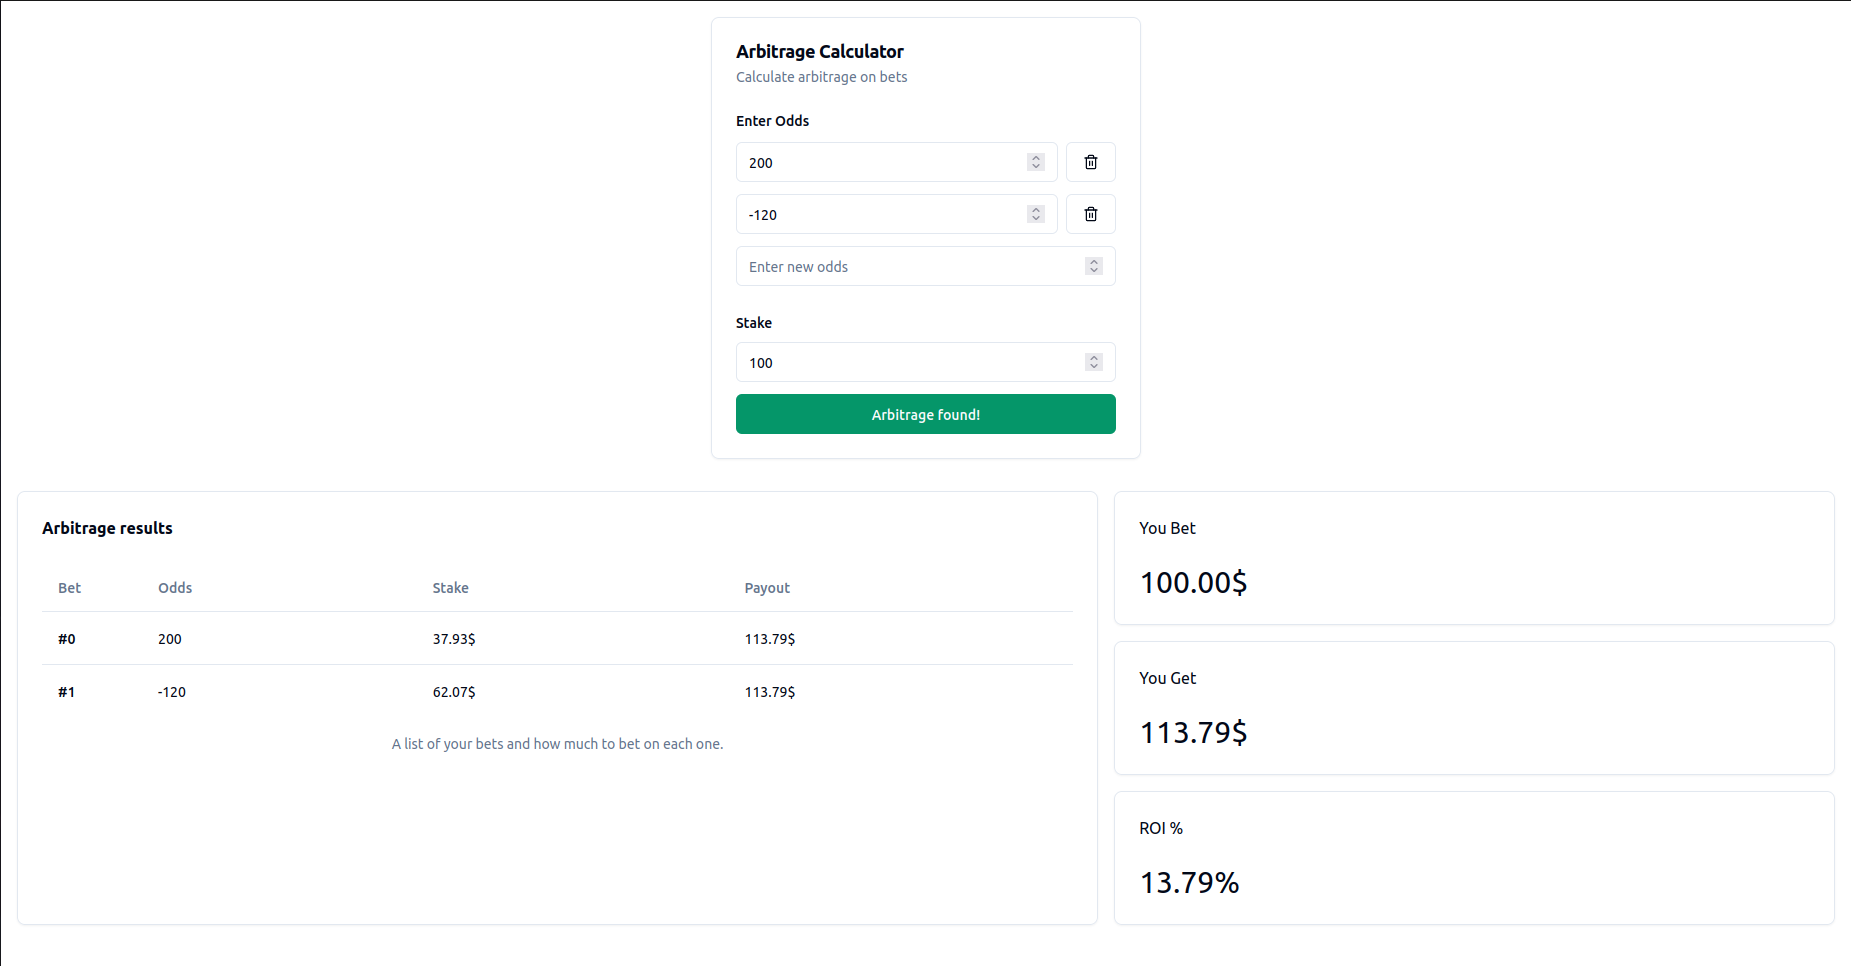 Arbitrage Calculator
Calculate arbitrage on bets
Enter Odds
200
-120
Enter new odds
Stake
100
Arbitrage found!
Arbitrage results
Bet Odds Stake Payout
#0 200 37.93$ 113.79$
#1 -120 62.07$ 113.79$
A list of your bets and how much to bet on each one.
You Bet
100.00$
You Get
113.79$
ROI %
13.79%